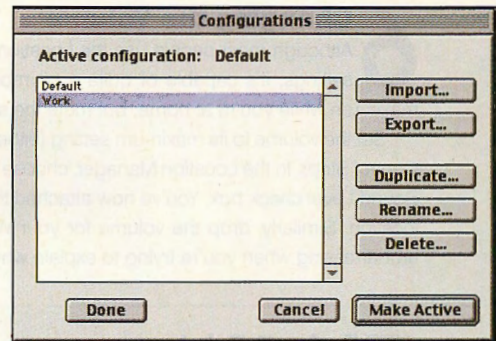 Configurations
Active configuration: Default
Default
Work
Import...
Export...
Duplicate...
Rename...
Delete...
Done
Cancel
Make Active